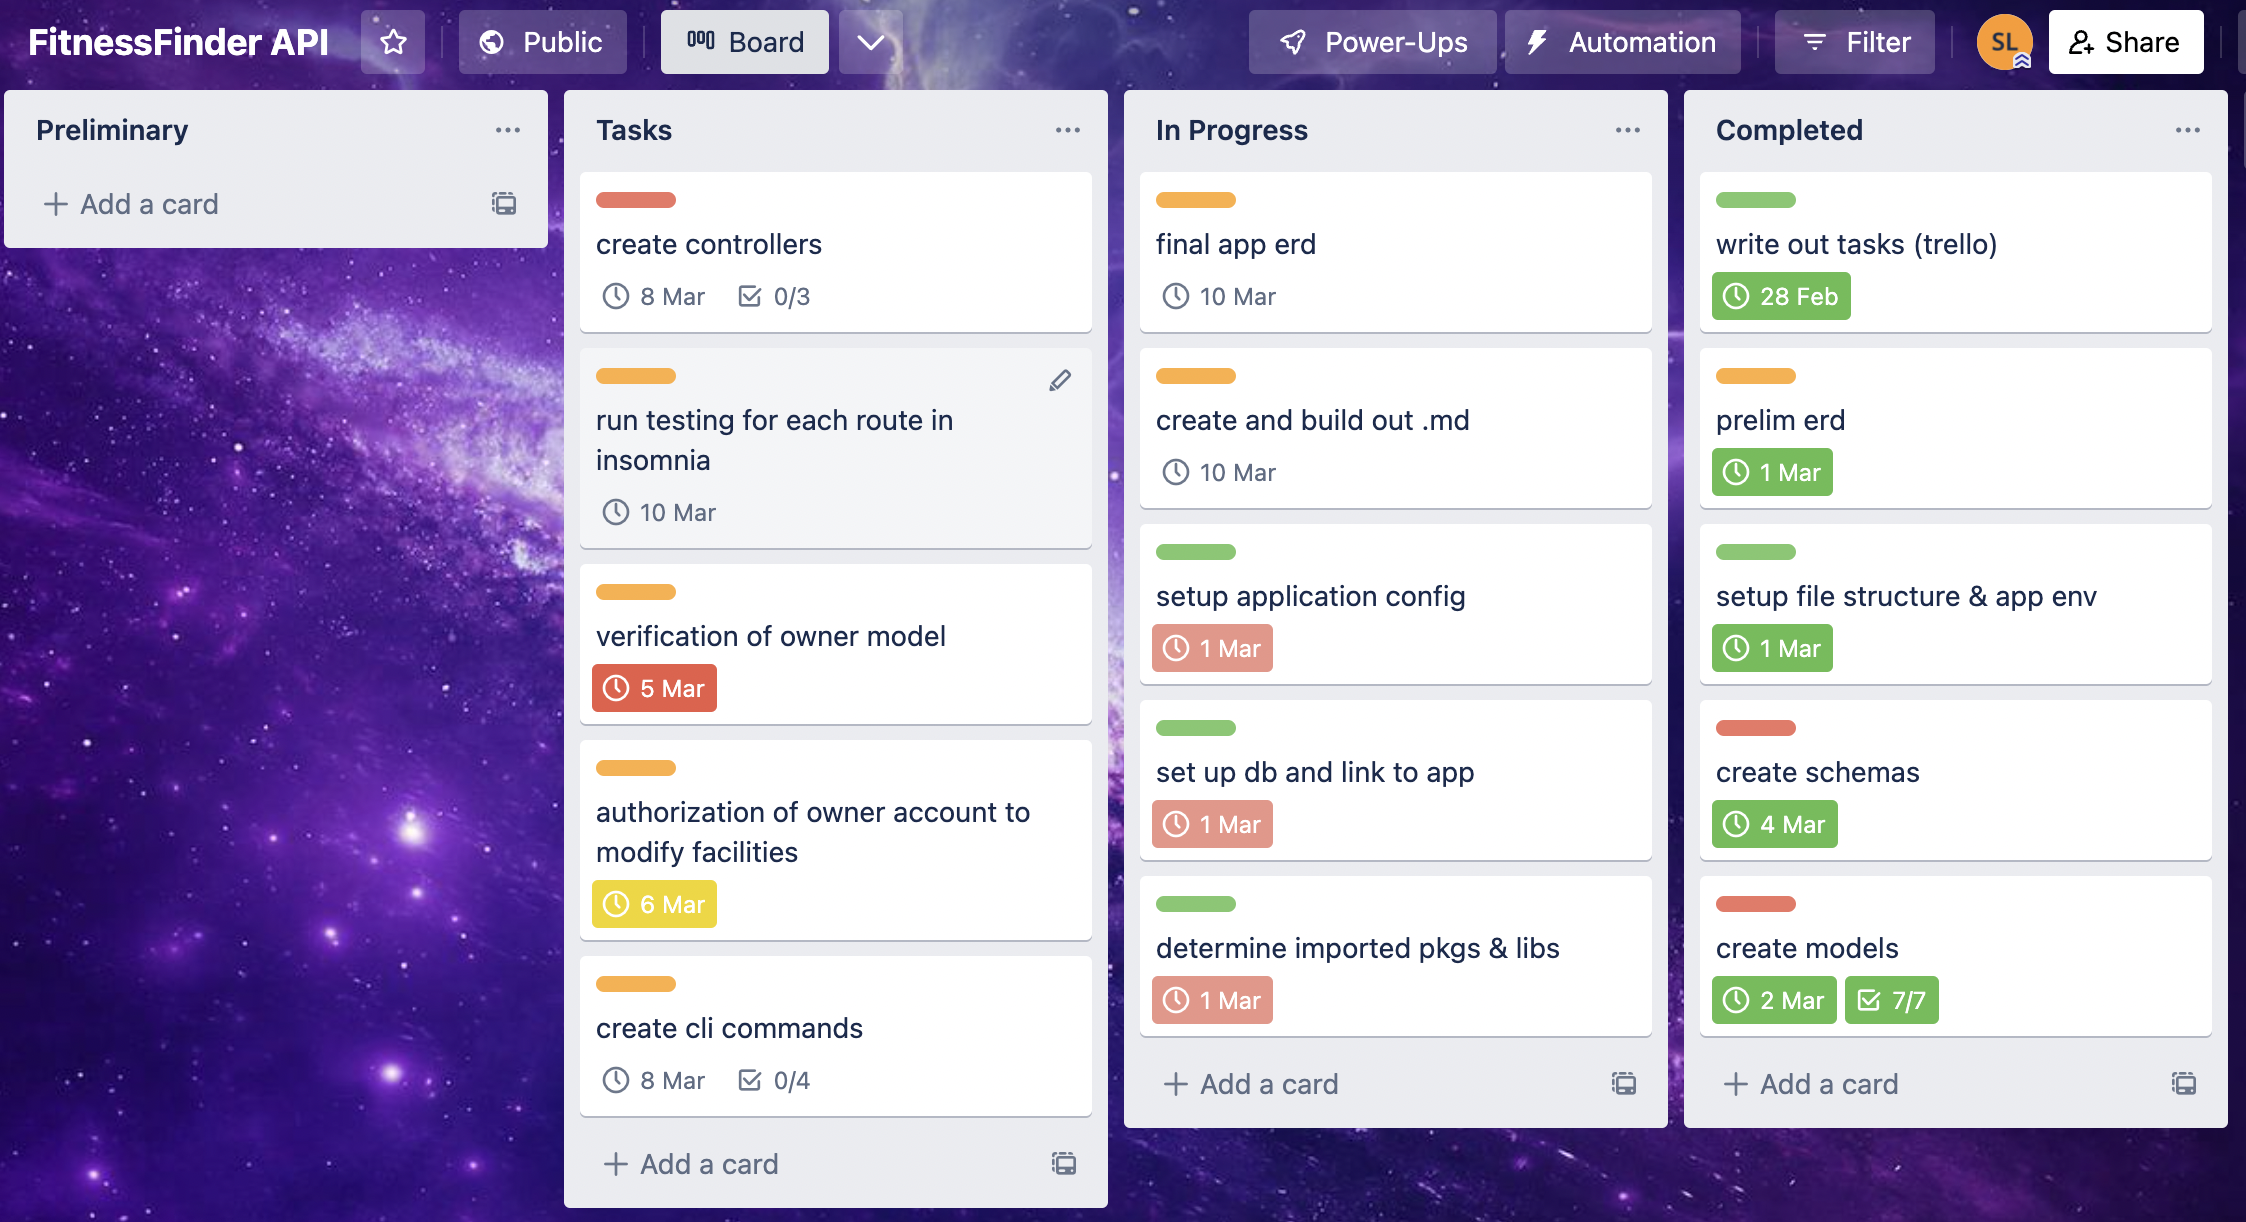 FitnessFinder API
Public
Board
Power-Ups
Automation
Filter
SL
Share
Preliminary
Add a card
Tasks
create controllers
8 Mar 0/3
run testing for each route in
insomnia
10 Mar
verification of owner model
5 Mar
authorization of owner account to
modify facilities
6 Mar
create cli commands
8 Mar 0/4
Add a card
In Progress
final app erd
10 Mar
create and build out .md
10 Mar
setup application config
1 Mar
set up db and link to app
1 Mar
determine imported pkgs & libs
1 Mar
Add a card
Completed
write out tasks (trello)
28 Feb
prelim erd
1 Mar
setup file structure & app env
1 Mar
create schemas
4 Mar
create models
2 Mar 7/7
Add a card